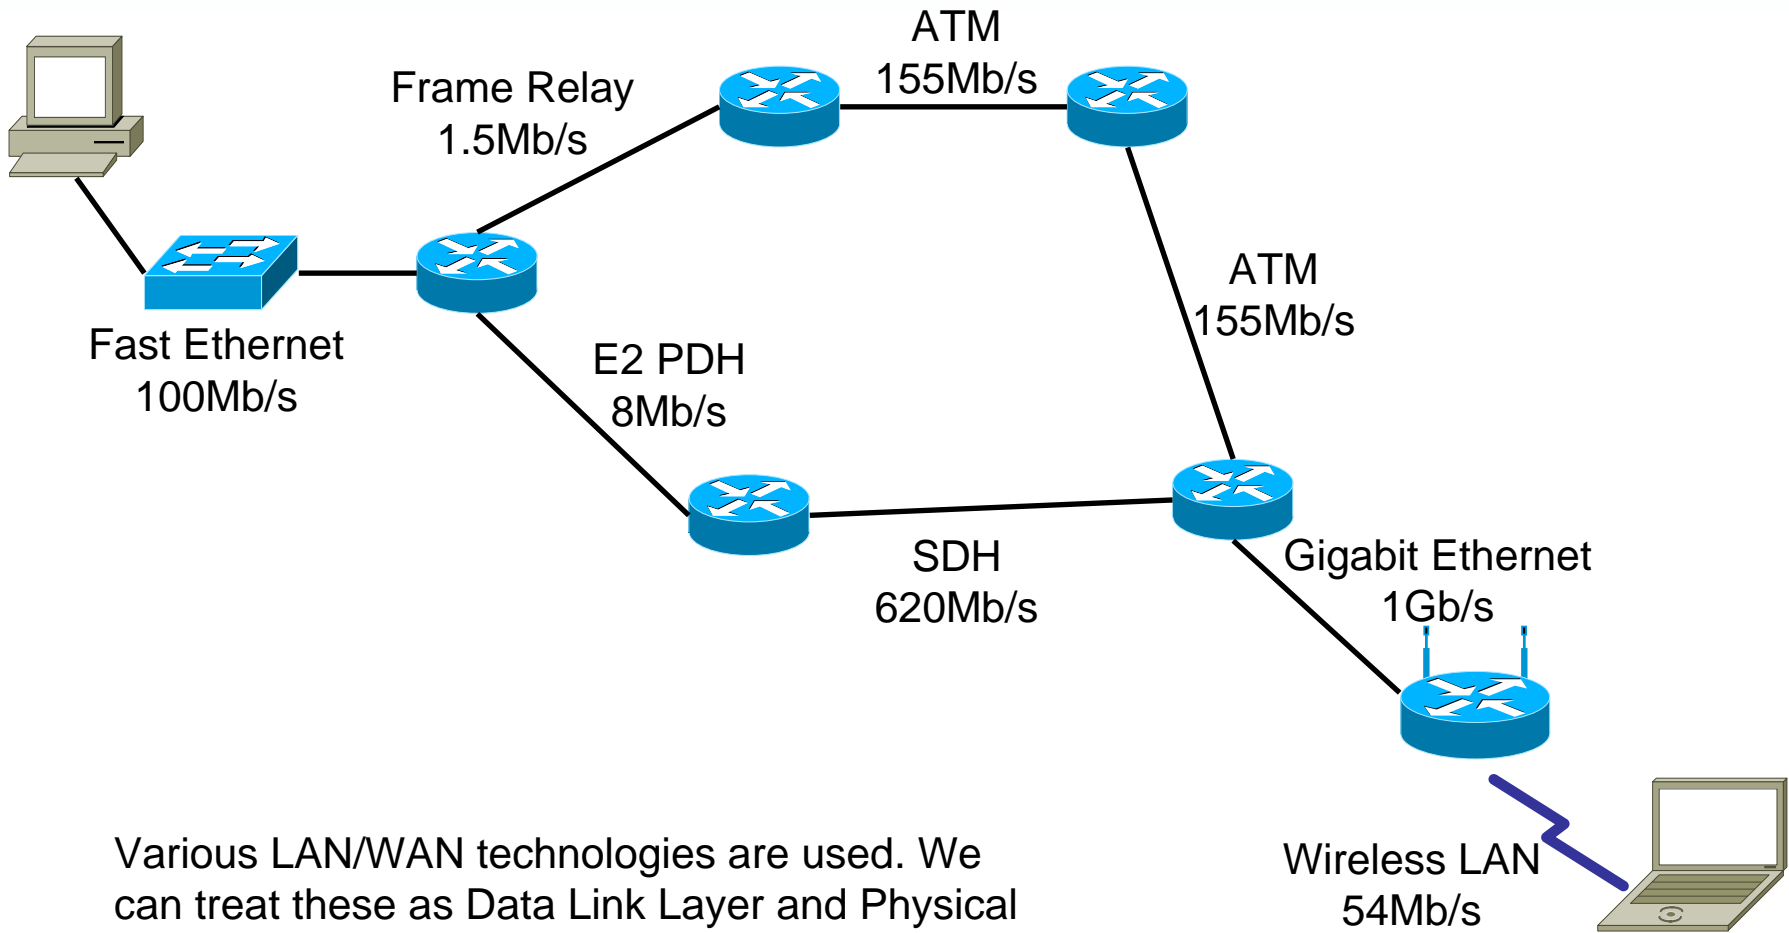 ATM
155Mb/s
Frame Relay
1.5Mb/s
ATM
155Mb/s
Fast Ethernet
100Mb/s
E2 PDH
8Mb/s
SDH
620Mb/s
Gigabit Ethernet
1Gb/s
Various LAN/WAN technologies are used. We
can treat these as Data Link Layer and Physical
Wireless LAN
54Mb/s